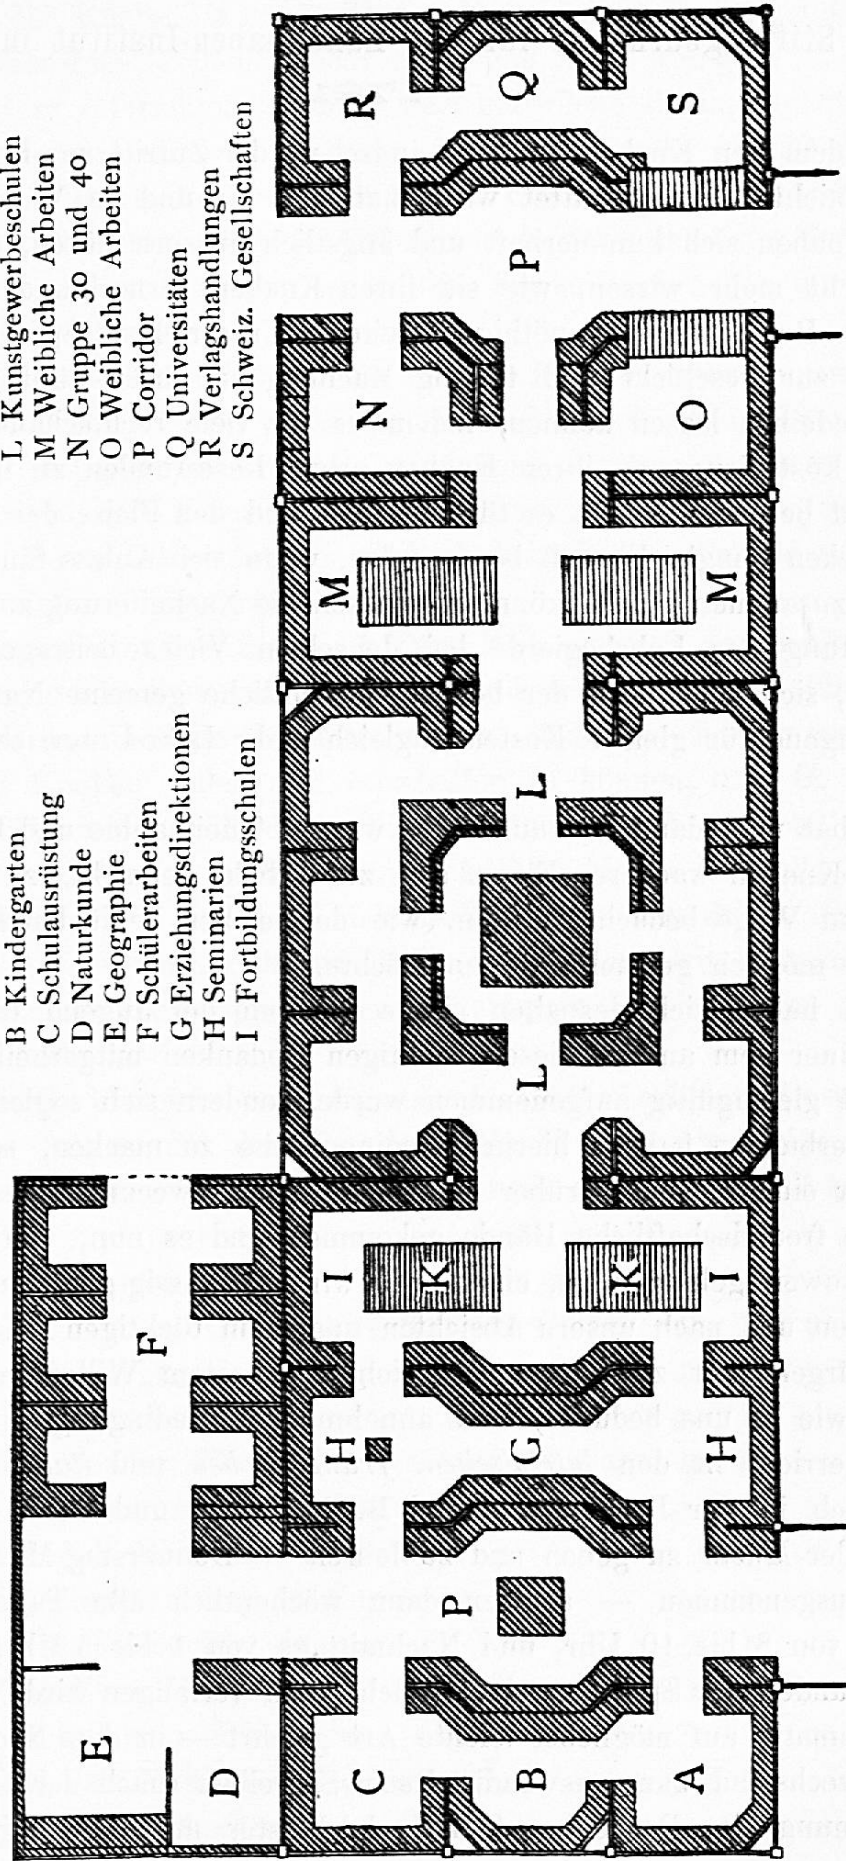 B Kindergarten
C Schulausrüstung
D Naturkunde
E Geographie
F Schülerarbeiten
G Erziehungsdirektionen
H Seminarien
I Fortbildungsschulen
L Kunstgewerbeschulen
M Weibliche Arbeiten
N Gruppe 30 und 40
O Weibliche Arbeiten
P Corridor
Q Universitäten
R Verlagshandlungen
S Schweiz. Gesellschaften
E
F
D
C
P
H
I
K
L
M
N
R
B
G
L
P
Q
A
H
I
K
M
O
S